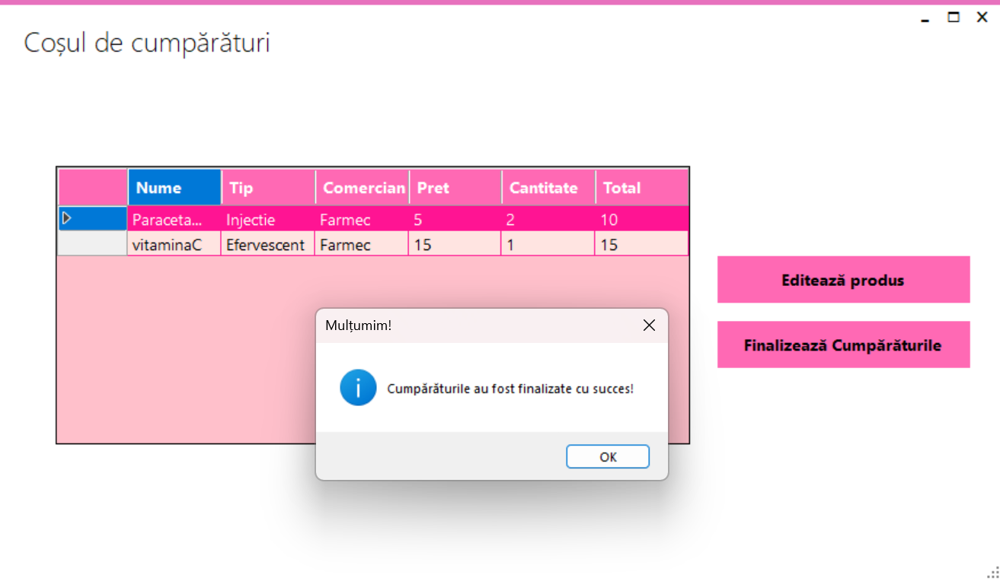 Coșul de cumpărături
Nume Tip Comercian Pret Cantitate Total
Paraceta... Injectie Farmec 5 2 10
vitaminaC Efervescent Farmec 15 1 15
Editează produs
Finalizează Cumpărăturile
Mulțumim!
Cumpărăturile au fost finalizate cu succes!
OK